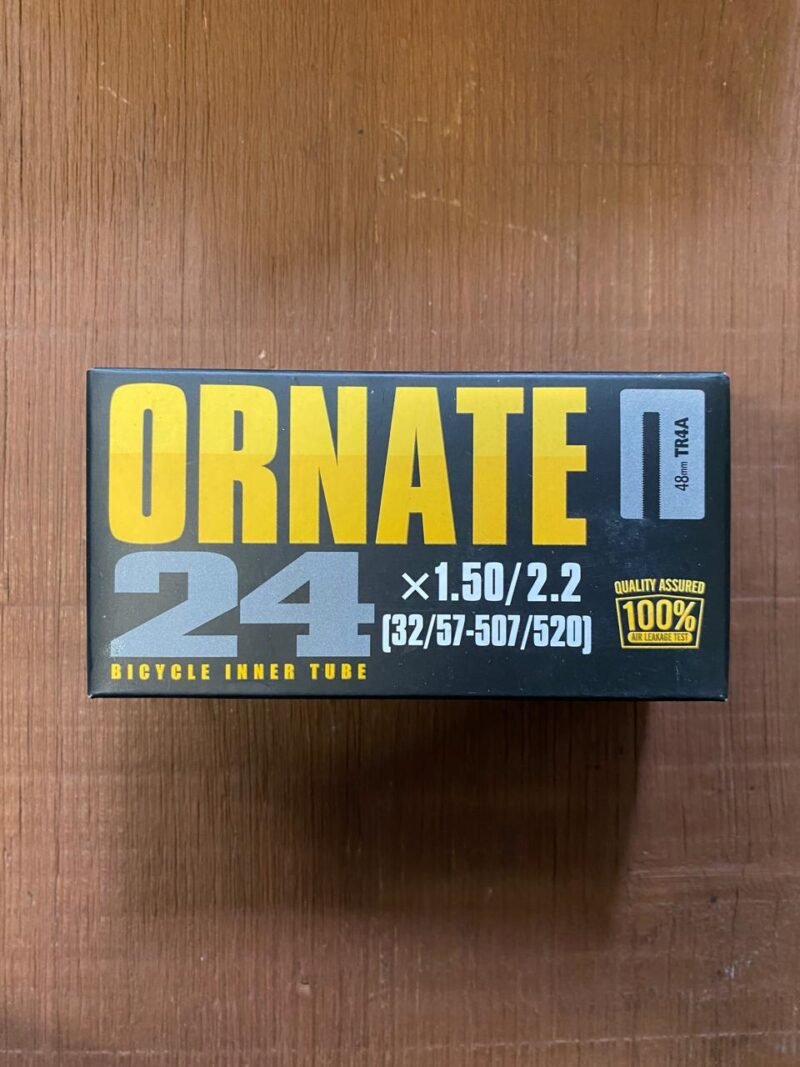 ORNATE
48mm TR4A
24 ×1.50/2.2
[32/57-507/520]
BICYCLE INNER TUBE
QUALITY ASSURED
100%
AIR LEAKAGE TEST